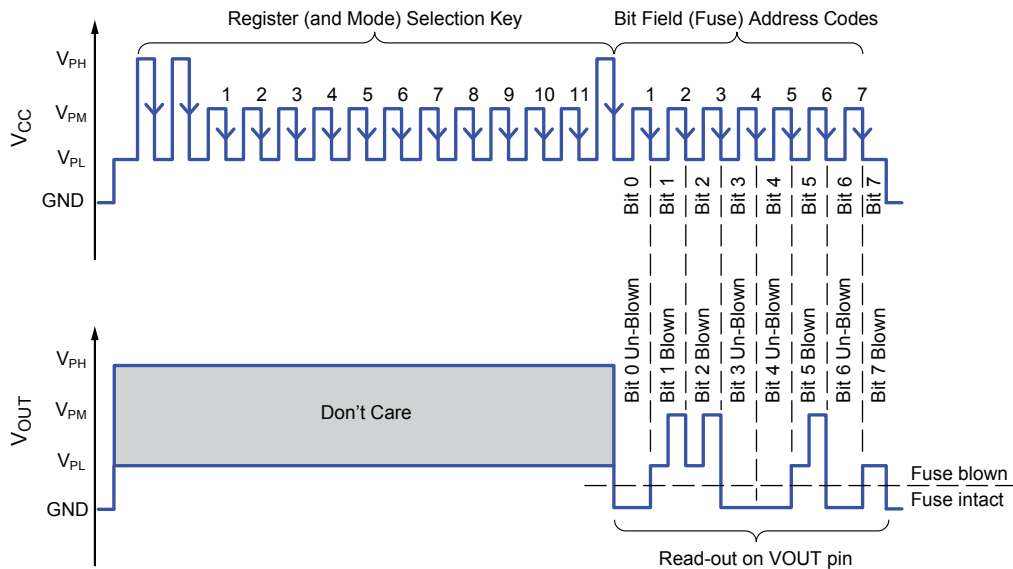 Register (and Mode) Selection Key
Bit Field (Fuse) Address Codes
VCC
VPH
VPM
VPL
GND
1 2 3 4 5 6 7 8 9 10 11 1 2 3 4 5 6 7
Bit 0
Bit 1
Bit 2
Bit 3
Bit 4
Bit 5
Bit 6
Bit 7
Bit 0 Un-Blown
Bit 1 Blown
Bit 2 Blown
Bit 3 Un-Blown
Bit 4 Un-Blown
Bit 5 Blown
Bit 6 Un-Blown
Bit 7 Blown
VOUT
VPH
VPM
VPL
GND
Don’t Care
Fuse blown
Fuse intact
Read-out on VOUT pin